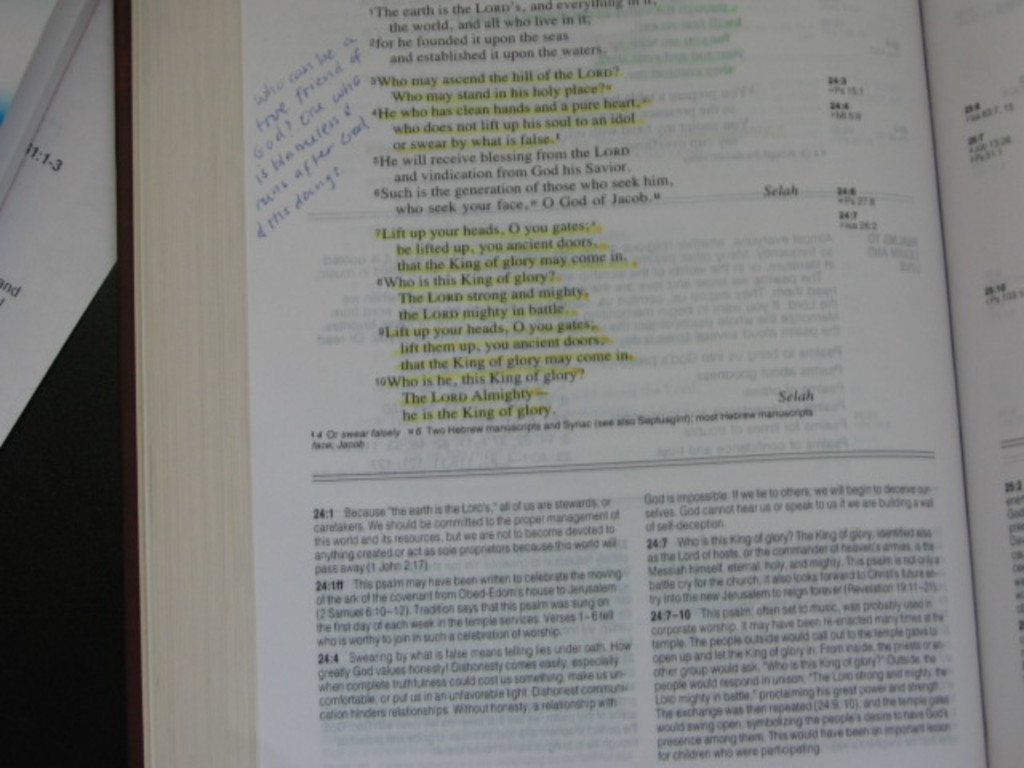 1The earth is the LORD's, and everything in it,
the world, and all who live in it;
2for he founded it upon the seas
and established it upon the waters.
3Who may ascend the hill of the LORD?
Who may stand in his holy place?
4He who has clean hands and a pure heart,
who does not lift up his soul to an idol
or swear by what is false.
5He will receive blessing from the LORD
and vindication from God his Savior.
6Such is the generation of those who seek him,
who seek your face, O God of Jacob.
Selah
7Lift up your heads, O you gates;
be lifted up, you ancient doors,
that the King of glory may come in.
8Who is this King of glory?
The LORD strong and mighty,
the LORD mighty in battle.
9Lift up your heads, O you gates;
lift them up, you ancient doors,
that the King of glory may come in.
10Who is he, this King of glory?
The LORD Almighty—
he is the King of glory.
Selah
Or swear falsely 6 Two Hebrew manuscripts and Syriac (see also Septuagint); most Hebrew manuscripts
face, Jacob
who can be a
true friend of
God? One who
is blameless &
runs after God
& His doings.
24:3
24:4
24:6
24:7
24:1 Because "the earth is the LORD's," all of us are stewards, or
caretakers. We should be committed to the proper management of
this world and its resources, but we are not to become devoted to
anything created or act as sole proprietors because this world will
pass away (1 John 2:17).
24:1ff This psalm may have been written to celebrate the moving
of the ark of the covenant from Obed-Edom's house to Jerusalem
(2 Samuel 6:10–12). Tradition says that this psalm was sung on
the first day of each week in the temple services. Verses 1–6 tell
who is worthy to join in such a celebration of worship.
24:4 Swearing by what is false means telling lies under oath. How
greatly God values honesty! Dishonesty comes easily, especially
when complete truthfulness could cost us something, make us un-
comfortable, or put us in an unfavorable light. Dishonest communi-
cation hinders relationships. Without honesty, a relationship with
God is impossible. If we lie to others, we will begin to deceive our-
selves. God cannot hear us or speak to us if we are building a wall
of self-deception.
24:7 Who is this King of glory? The King of glory, identified also
as the Lord of hosts, or the commander of heaven's armies, is the
Messiah himself, eternal, holy, and mighty. This psalm is not only a
battle cry for the church, it also looks forward to Christ's future en-
try into the new Jerusalem to reign forever (Revelation 19:11–21).
24:7–10 This psalm, often set to music, was probably used in
corporate worship. It may have been re-enacted many times at the
temple. The people outside would call out to the temple gates to
open up and let the King of glory in. From inside, the priests or an-
other group would ask, "Who is this King of glory?" Outside, the
people would respond in unison, "The LORD strong and mighty, the
LORD mighty in battle," proclaiming his great power and strength.
The exchange was then repeated (24:9, 10), and the temple gates
would swing open, symbolizing the people's desire to have God's
presence among them. This would have been an important lesson
for children who were participating.
1:1-3
and
25:2